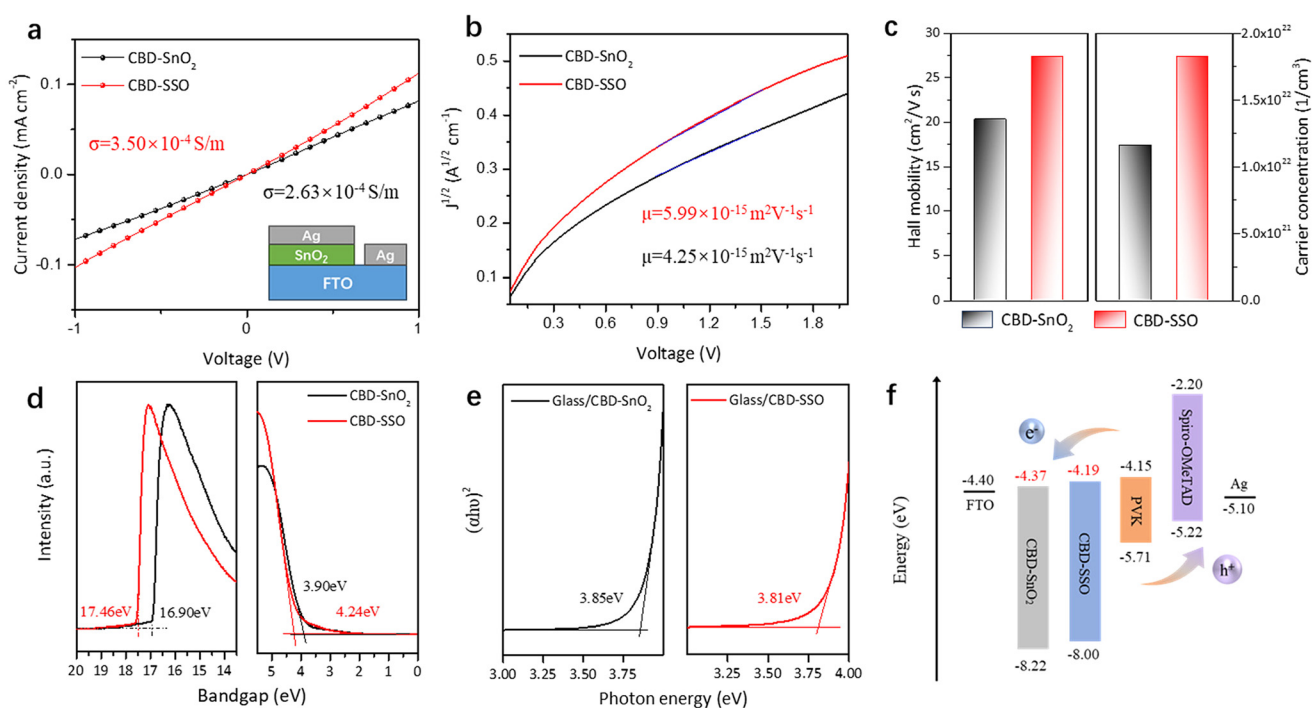 a
CBD-SnO₂
CBD-SSO
σ=3.50×10⁻⁴ S/m
σ=2.63×10⁻⁴ S/m
Ag
SnO₂
Ag
FTO
0.1
0.0
-0.1
-1
0
1
Current density (mA cm⁻²)
Voltage (V)
b
CBD-SnO₂
CBD-SSO
μ=5.99×10⁻¹⁵ m²V⁻¹s⁻¹
μ=4.25×10⁻¹⁵ m²V⁻¹s⁻¹
0.5
0.4
0.3
0.2
0.1
0.3
0.6
0.9
1.2
1.5
1.8
J¹ᐟ² (A¹ᐟ² cm⁻¹)
Voltage (V)
c
30
25
20
15
10
5
0
Hall mobility (cm²/V s)
2.0x10²²
1.5x10²²
1.0x10²²
5.0x10²¹
0.0
Carrier concentration (1/cm³)
CBD-SnO₂
CBD-SSO
d
CBD-SnO₂
CBD-SSO
17.46eV
16.90eV
3.90eV
4.24eV
20 19 18 17 16 15 14
5 4 3 2 1 0
Intensity (a.u.)
Bandgap (eV)
e
Glass/CBD-SnO₂
Glass/CBD-SSO
3.85eV
3.81eV
3.00 3.25 3.50 3.75
3.25 3.50 3.75 4.00
(αhυ)²
Photon energy (eV)
f
Energy (eV)
e⁻
-4.40
FTO
-4.37
CBD-SnO₂
-8.22
-4.19
CBD-SSO
-8.00
-4.15
PVK
-5.71
-2.20
Spiro-OMeTAD
-5.22
Ag
-5.10
h⁺